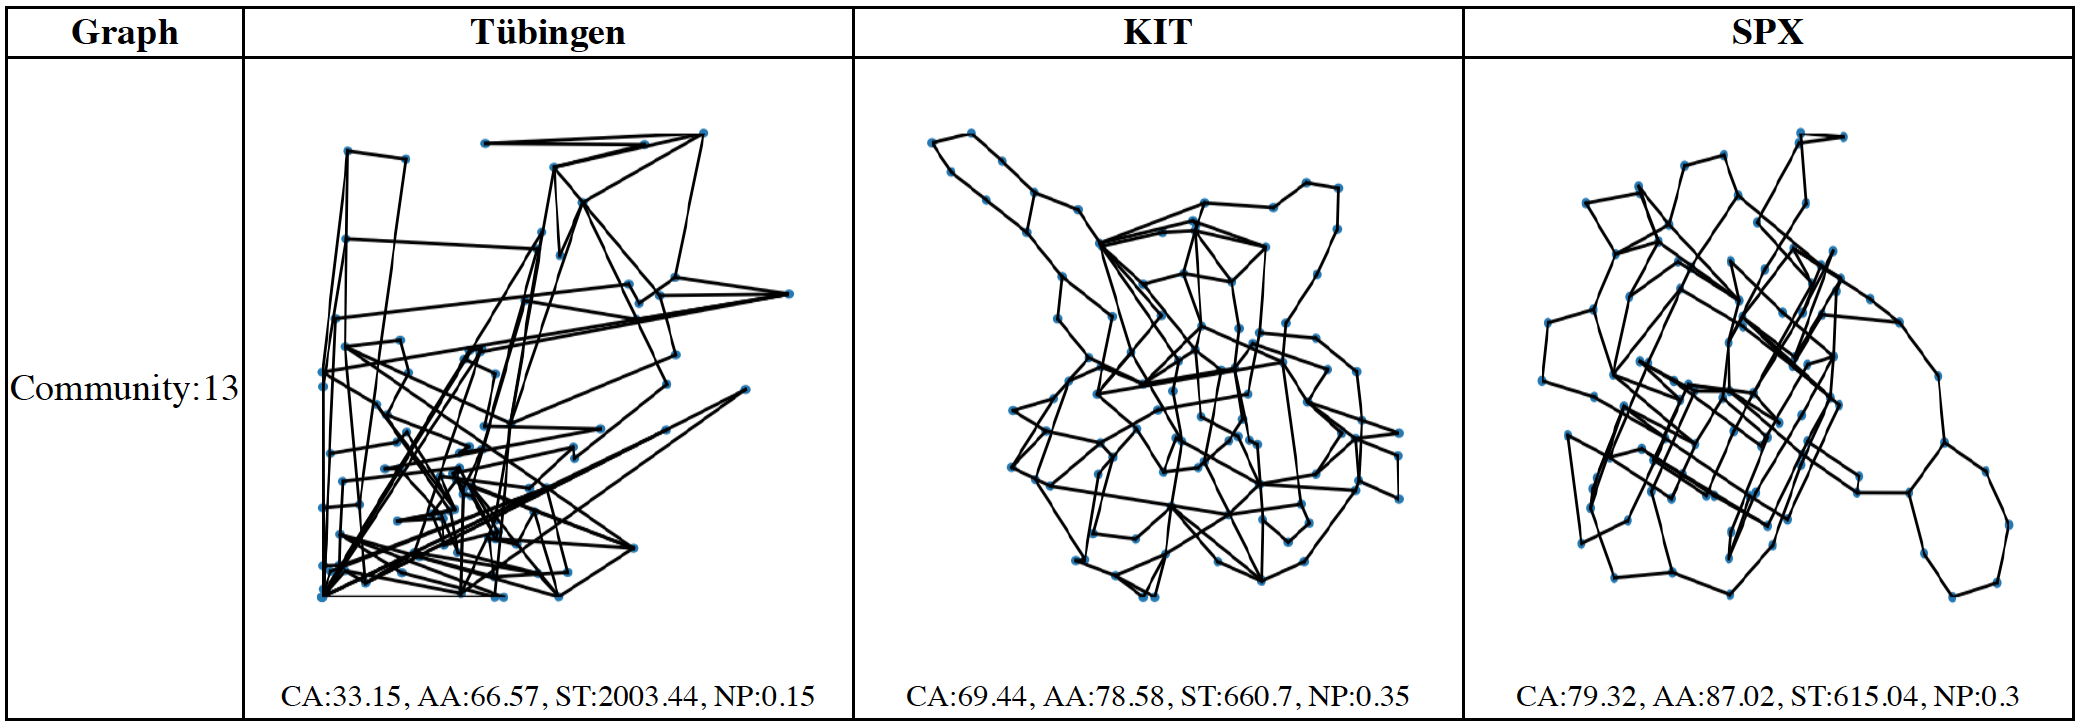 Graph Tübingen KIT SPX
Community:13
CA:33.15, AA:66.57, ST:2003.44, NP:0.15 CA:69.44, AA:78.58, ST:660.7, NP:0.35 CA:79.32, AA:87.02, ST:615.04, NP:0.3